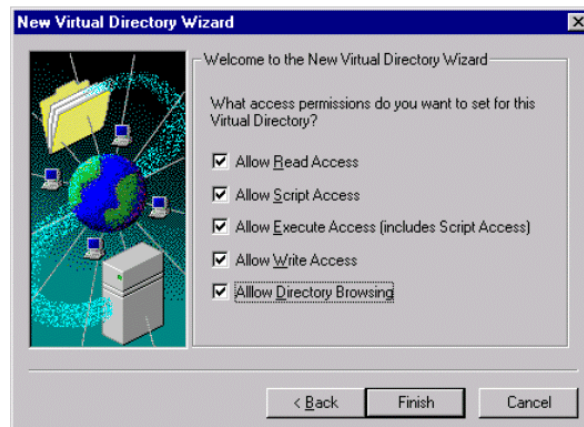 New Virtual Directory Wizard
Welcome to the New Virtual Directory Wizard
What access permissions do you want to set for this
Virtual Directory?
Allow Read Access
Allow Script Access
Allow Execute Access (includes Script Access)
Allow Write Access
Alllow Directory Browsing
< Back Finish Cancel